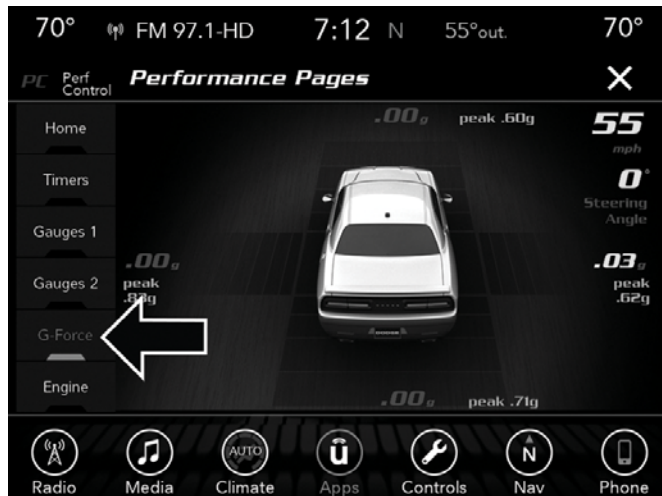 70° FM 97.1-HD 7:12 N 55°out. 70°
PC Perf Control Performance Pages
Home
Timers
Gauges 1
Gauges 2
G-Force
Engine
.00g peak .60g
55
mph
0°
Steering
Angle
.00g
peak
.83g
.03g
peak
.62g
.00g peak .71g
DODGE
Radio Media AUTO Climate ū Apps Controls N Nav Phone